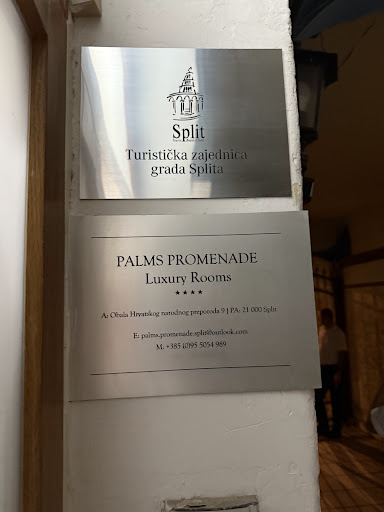 Split
Turistička zajednica
grada Splita
PALMS PROMENADE
Luxury Rooms
★★★★
A: Obala Hrvatskog narodnog preporoda 9 | PA: 21 000 Split
E: palms.promenade.split@outlook.com
M: +385 (0)95 5054 989